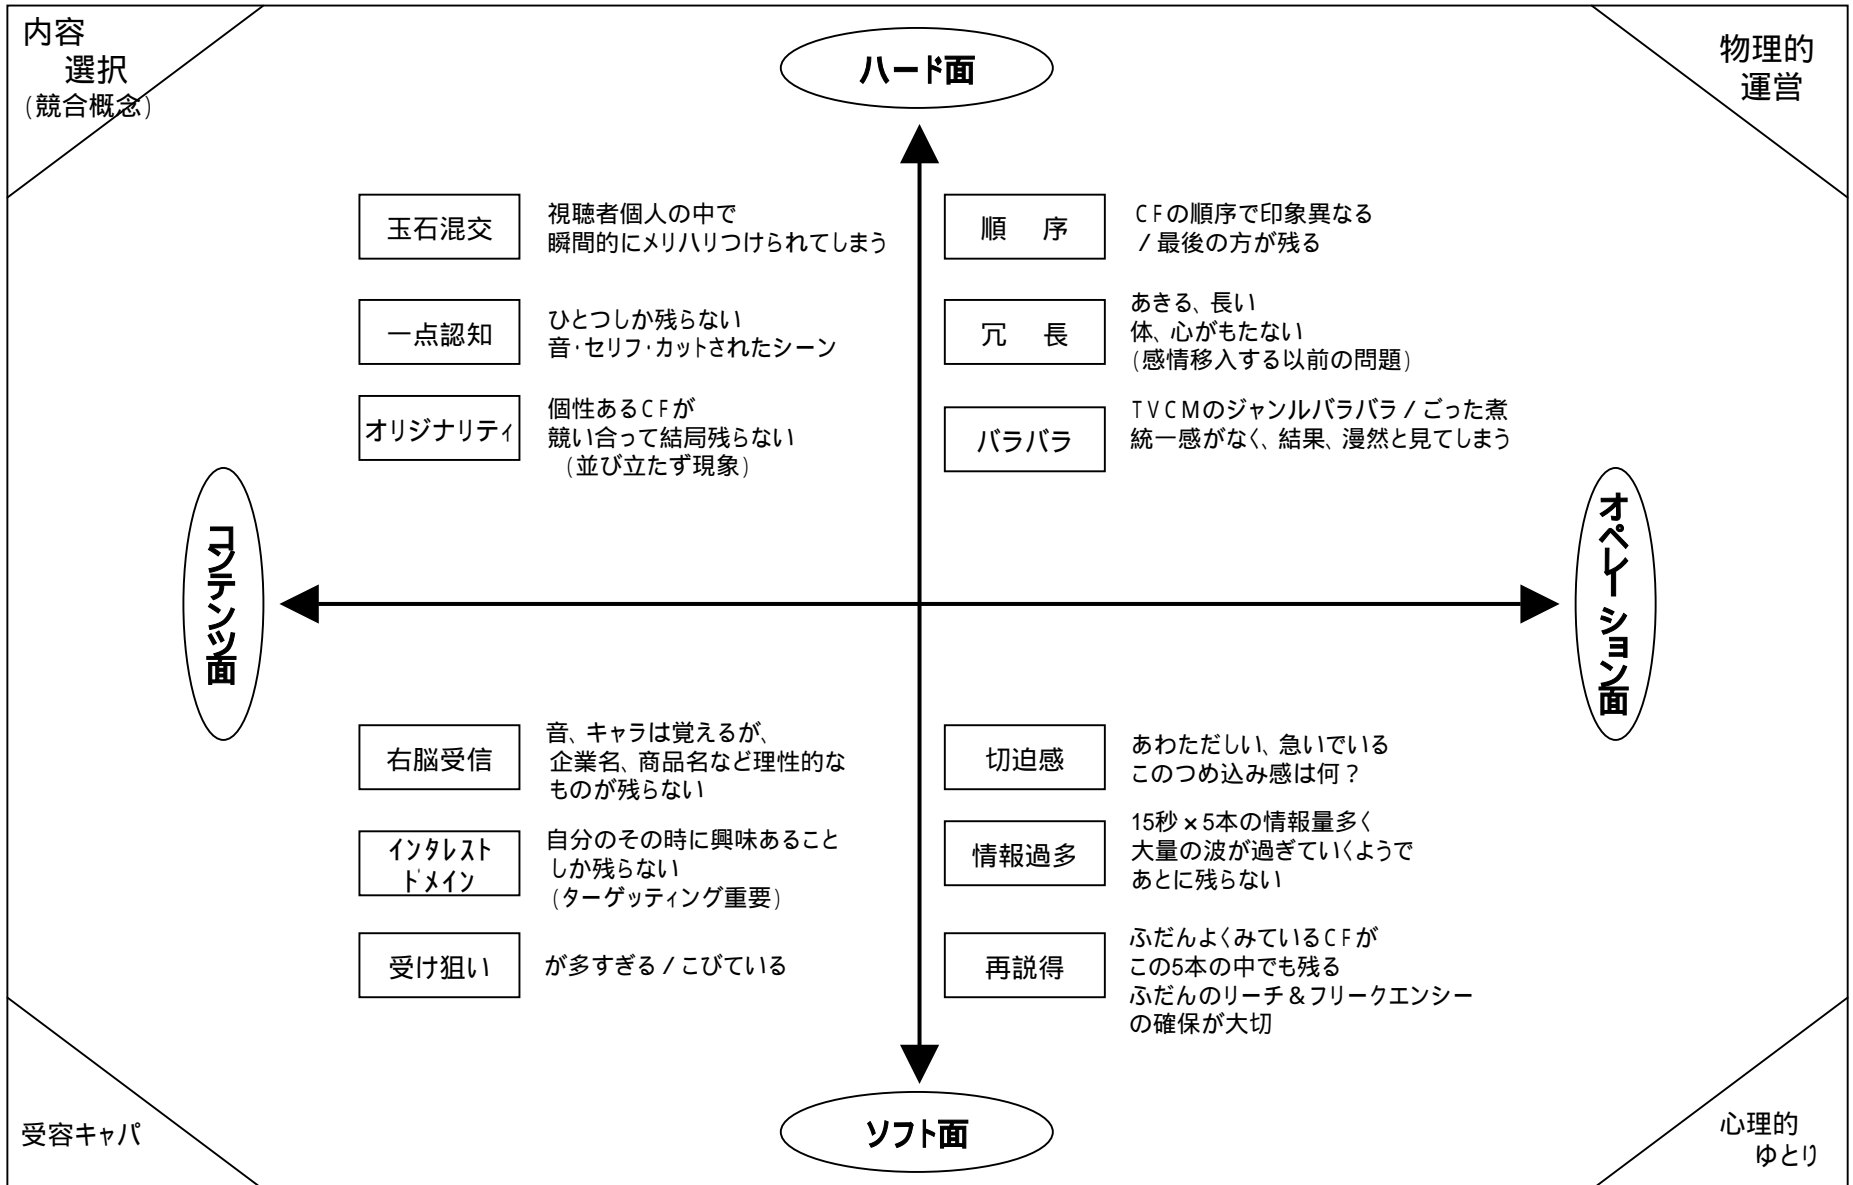 内容
選択
(競合概念)
ハード面
物理的
運営
玉石混交
視聴者個人の中で
瞬間的にメリハリつけられてしまう
一点認知
ひとつしか残らない
音・セリフ・カットされたシーン
オリジナリティ
個性あるCFが
競い合って結局残らない
(並び立たず現象)
順　序
CFの順序で印象異なる
/最後の方が残る
冗　長
あきる、長い
体、心がもたない
(感情移入する以前の問題)
バラバラ
TVCMのジャンルバラバラ/ごった煮
統一感がなく、結果、漫然と見てしまう
コンテンツ面
オペレーション面
右脳受信
音、キャラは覚えるが、
企業名、商品名など理性的な
ものが残らない
インタレスト
ドメイン
自分のその時に興味あること
しか残らない
(ターゲッティング重要)
受け狙い
が多すぎる/こびている
切迫感
あわただしい、急いでいる
このつめ込み感は何？
情報過多
15秒×5本の情報量多く
大量の波が過ぎていくようで
あとに残らない
再説得
ふだんよくみているCFが
この5本の中でも残る
ふだんのリーチ＆フリークエンシー
の確保が大切
受容キャパ
ソフト面
心理的
ゆとり